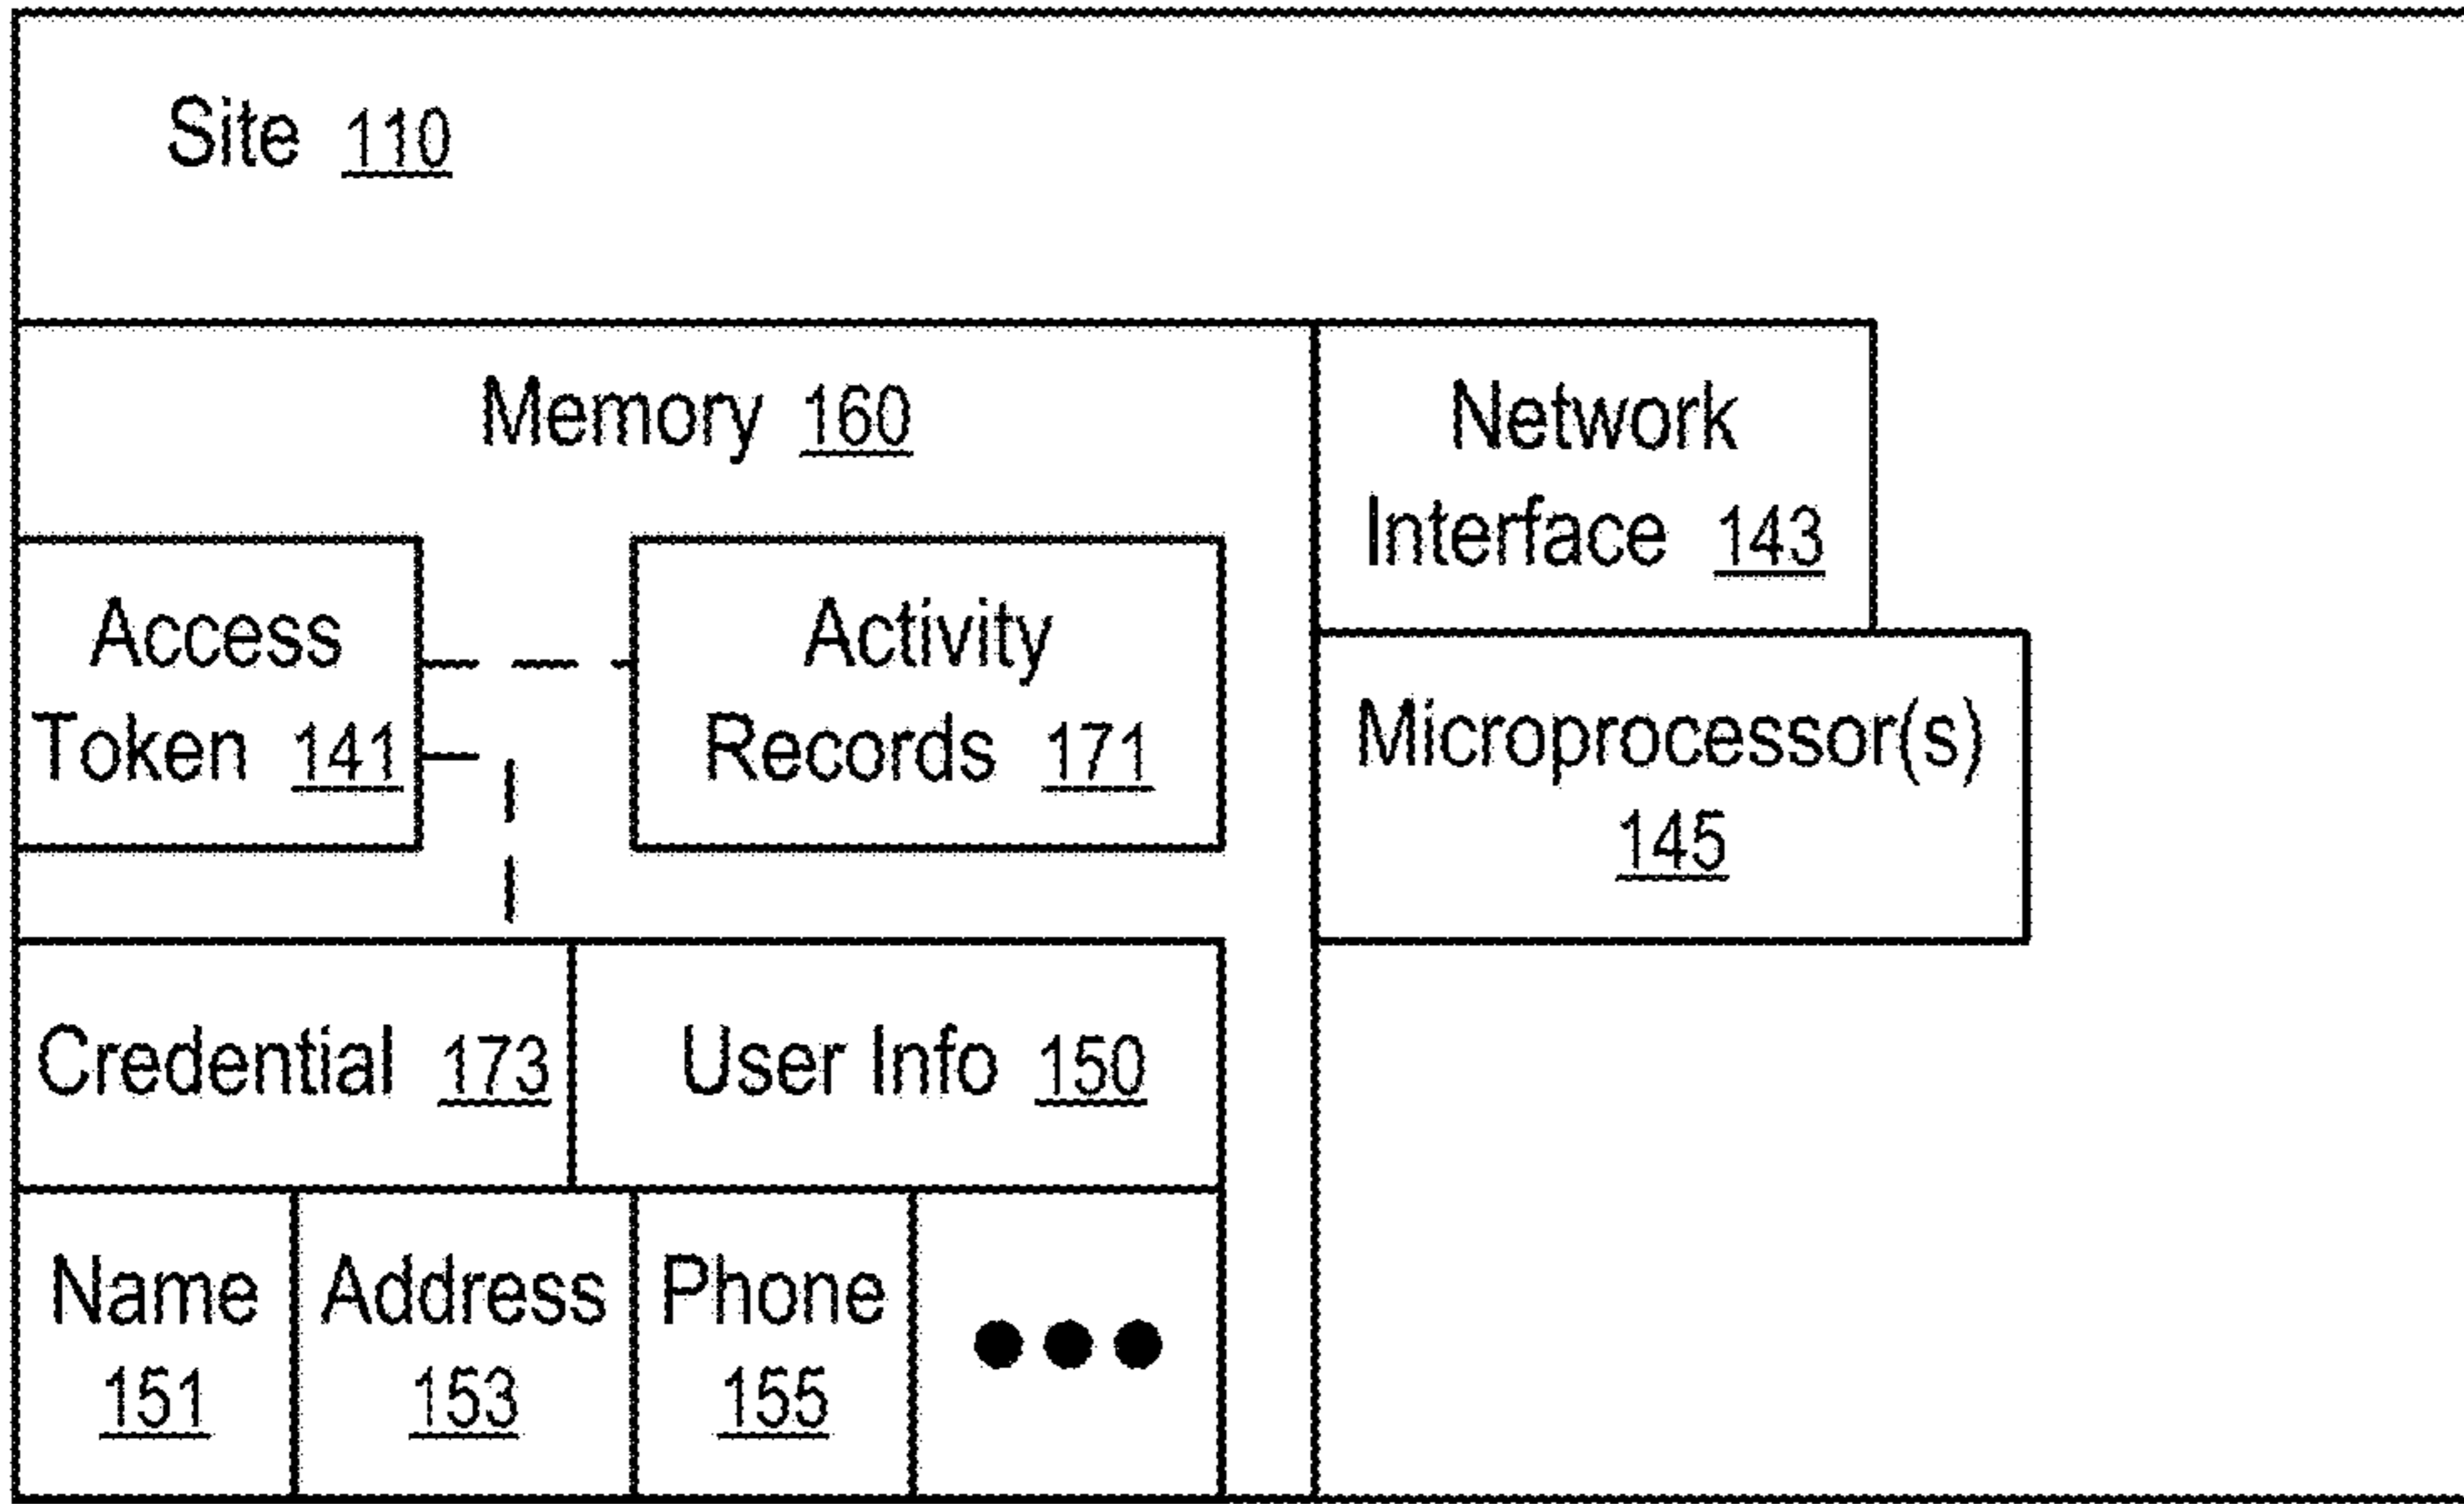 Site 110
Memory 160
Network
Interface 143
Access
Token 141
Activity
Records 171
Microprocessor(s)
145
Credential 173
User Info 150
Name
151
Address
153
Phone
155